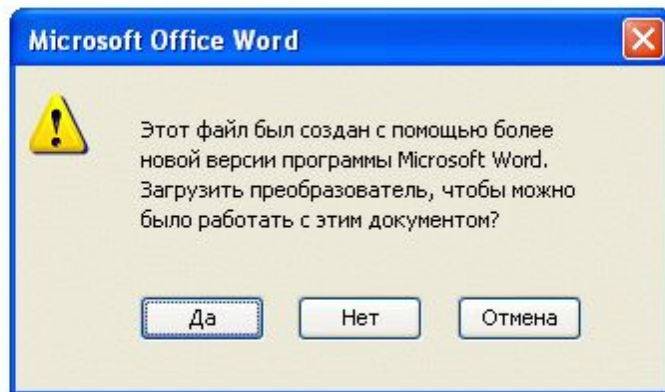 Microsoft Office Word
Этот файл был создан с помощью более
новой версии программы Microsoft Word.
Загрузить преобразователь, чтобы можно
было работать с этим документом?
Да Нет Отмена